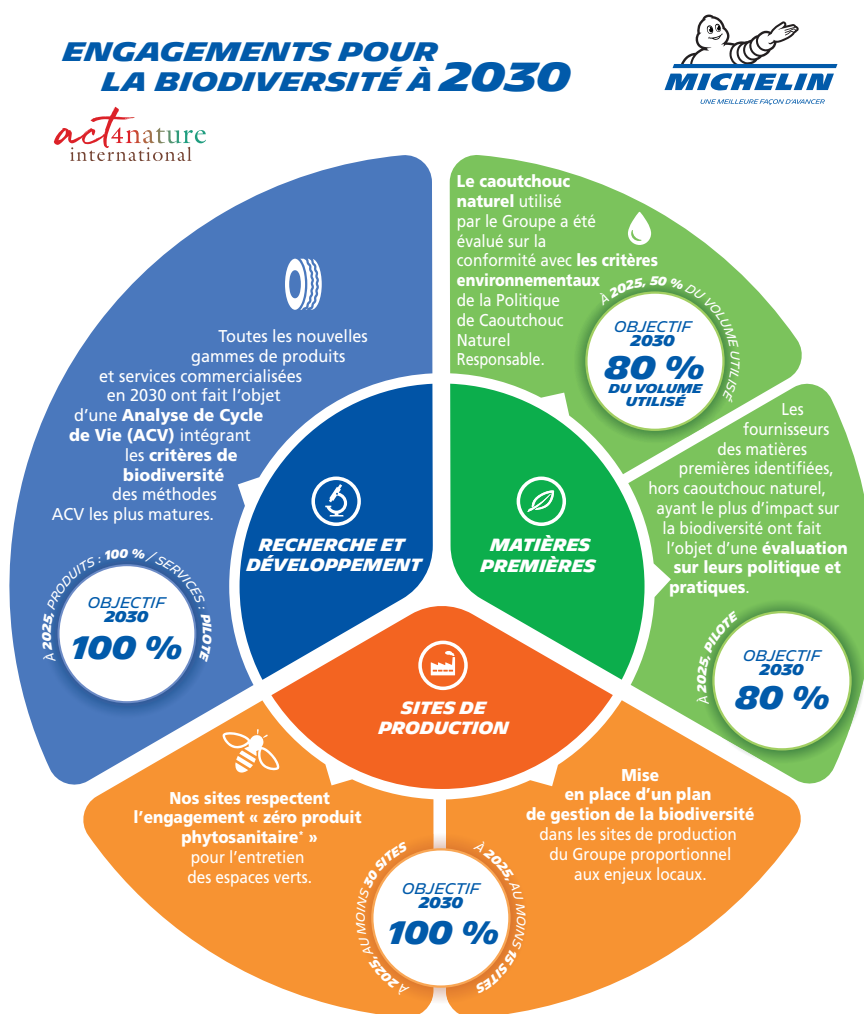 ENGAGEMENTS POUR
LA BIODIVERSITÉ À 2030
MICHELIN
UNE MEILLEURE FAÇON D'AVANCER
act4nature
international
Toutes les nouvelles
gammes de produits
et services commercialisées
en 2030 ont fait l'objet
d'une Analyse de Cycle
de Vie (ACV) intégrant
les critères de
biodiversité
des méthodes
ACV les plus matures.
À 2025, PRODUITS : 100 % / SERVICES : PILOTE
OBJECTIF
2030
100 %
RECHERCHE ET
DÉVELOPPEMENT
Le caoutchouc
naturel utilisé
par le Groupe a été
évalué sur la
conformité avec les critères
environnementaux
de la Politique
de Caoutchouc
Naturel
Responsable.
À 2025, 50 % DU VOLUME UTILISÉ
OBJECTIF
2030
80 %
DU VOLUME
UTILISÉ
MATIÈRES
PREMIÈRES
Les
fournisseurs
des matières
premières identifiées,
hors caoutchouc naturel,
ayant le plus d'impact sur
la biodiversité ont fait
l'objet d'une évaluation
sur leurs politique et
pratiques.
À 2025, PILOTE
OBJECTIF
2030
80 %
SITES DE
PRODUCTION
Nos sites respectent
l'engagement « zéro produit
phytosanitaire* »
pour l'entretien
des espaces verts.
À 2025, AU MOINS 30 SITES
OBJECTIF
2030
100 %
À 2025, AU MOINS 15 SITES
Mise
en place d'un plan
de gestion de la biodiversité
dans les sites de production
du Groupe proportionnel
aux enjeux locaux.